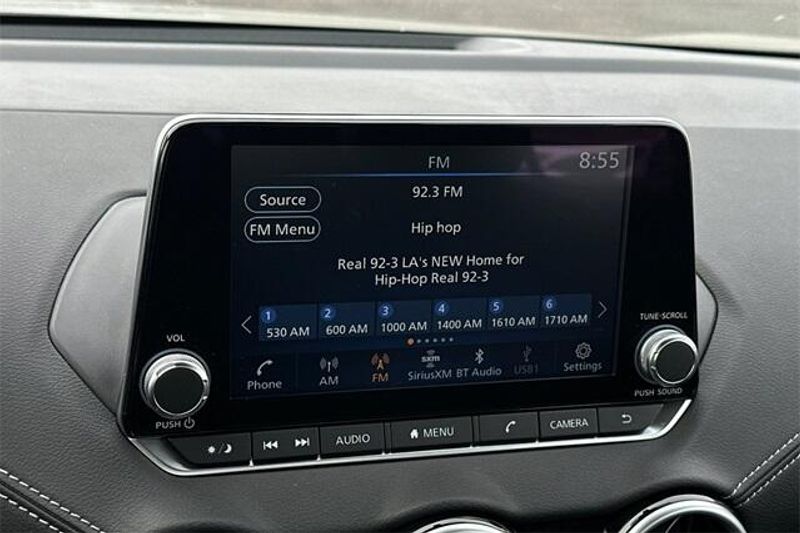 FM
8:55
Source
92.3 FM
FM Menu
Hip hop
Real 92-3 LA's NEW Home for
Hip-Hop Real 92-3
1 2 3 4 5 6
530 AM 600 AM 1000 AM 1400 AM 1610 AM 1710 AM
Phone AM FM SiriusXM BT Audio USB1 Settings
sxm
VOL
PUSH
TUNE·SCROLL
PUSH SOUND
AUDIO MENU CAMERA